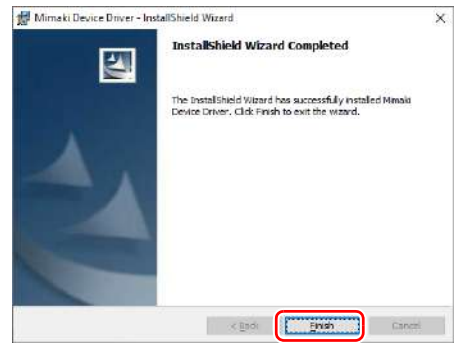 Mimaki Device Driver - InstallShield Wizard
InstallShield Wizard Completed
The InstallShield Wizard has successfully installed Mimaki
Device Driver. Click Finish to exit the wizard.
< Back
Finish
Cancel